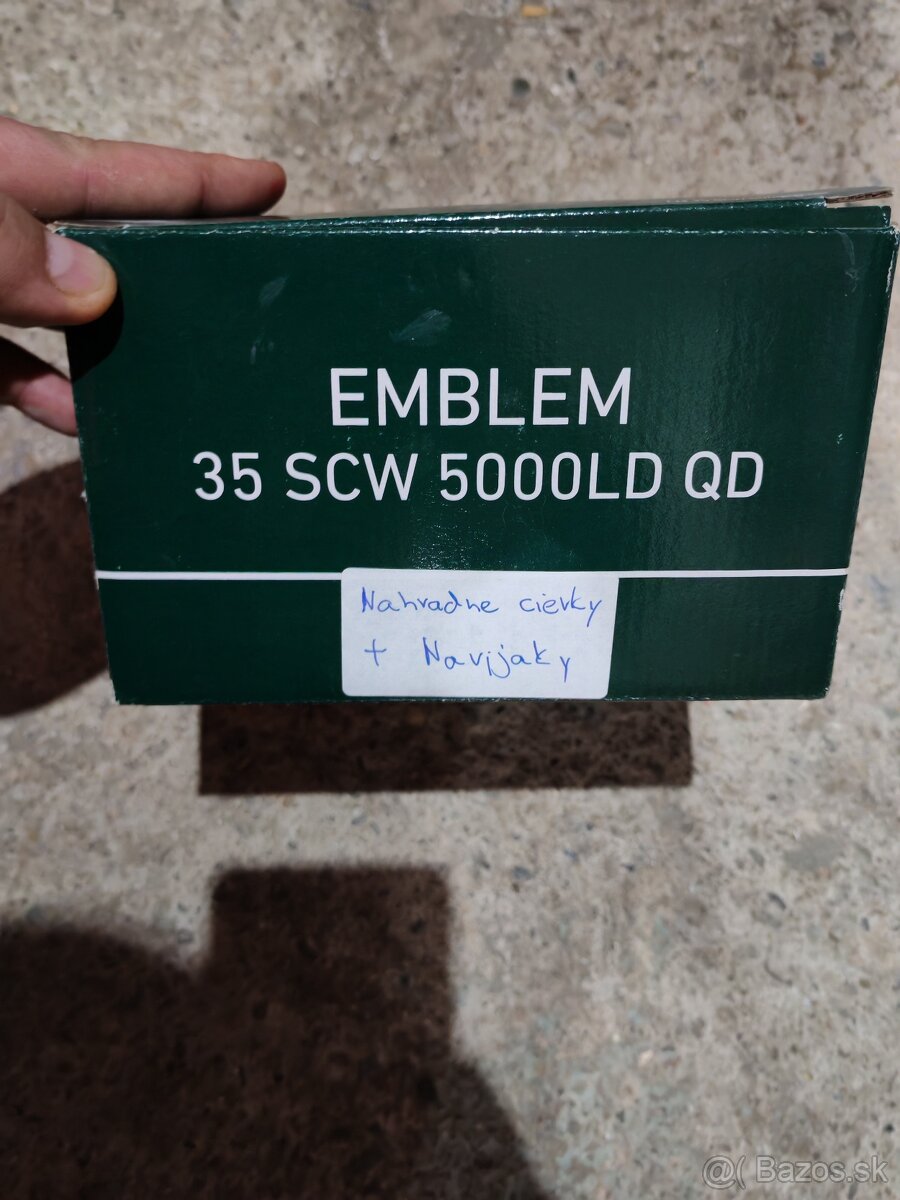 EMBLEM
35 SCW 5000LD QD
Nahradne cievky
+ Navijaky
@( Bazos.sk